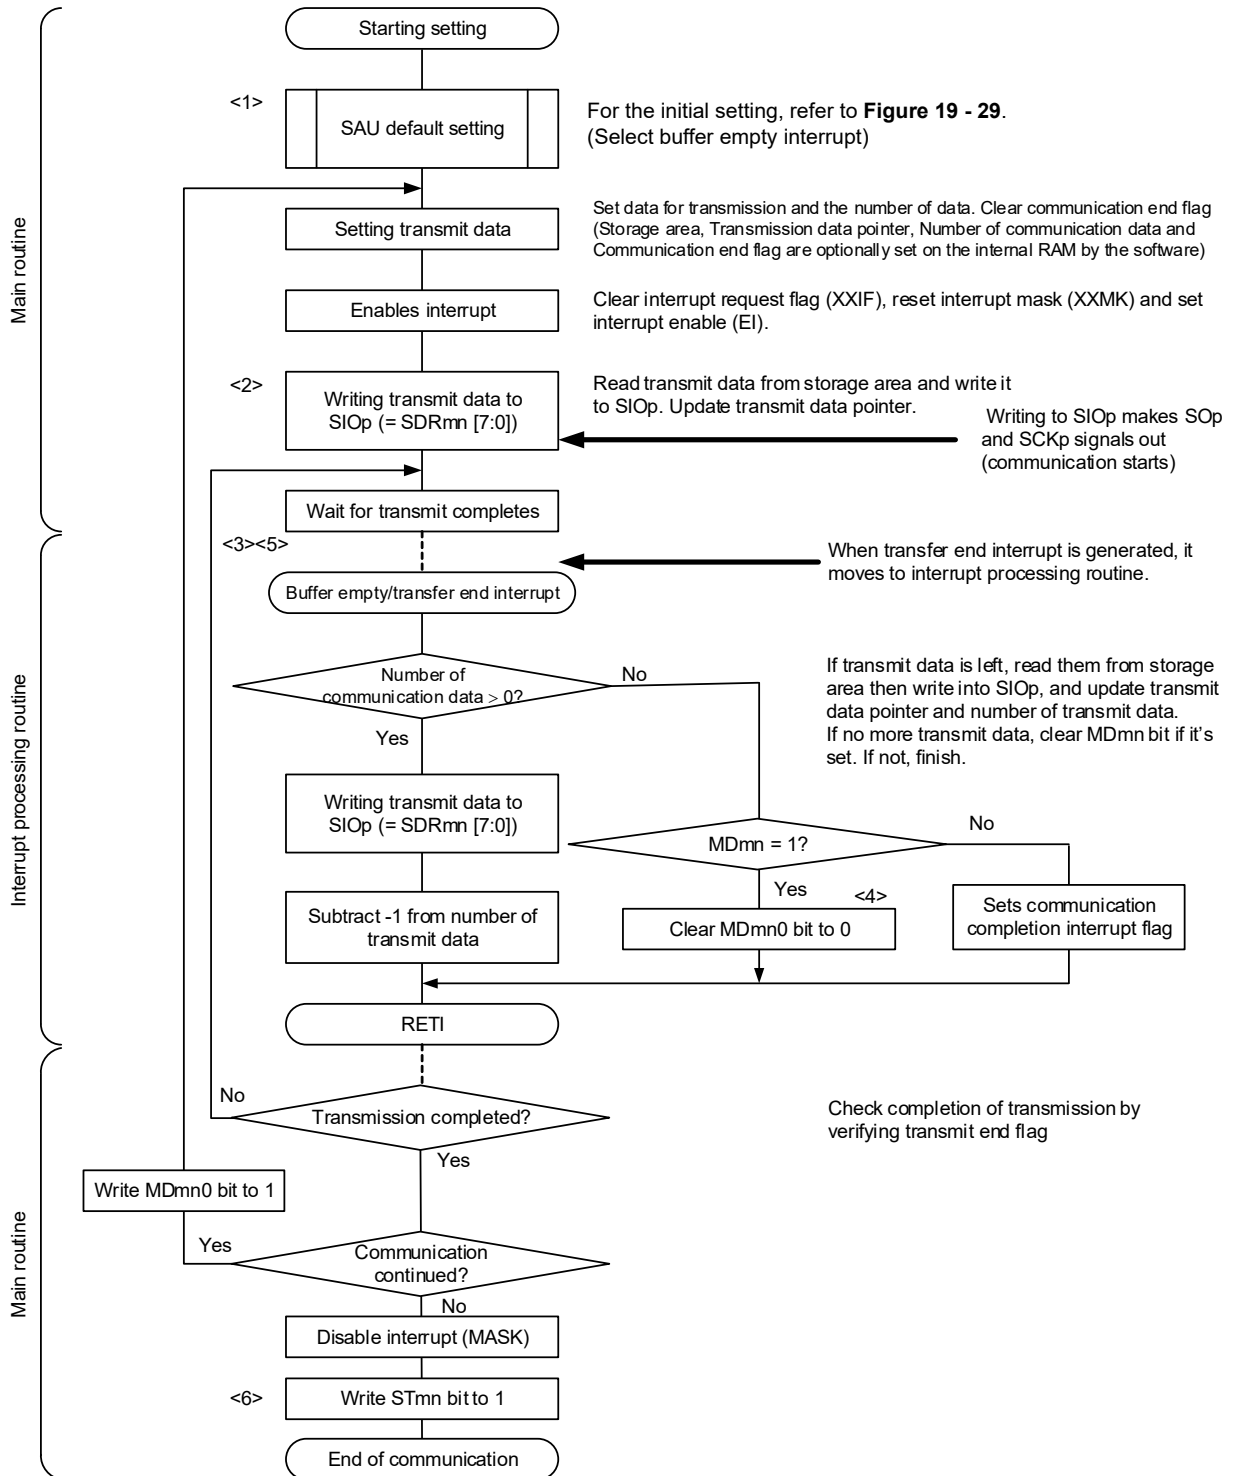 Starting setting
<1>
SAU default setting
For the initial setting, refer to Figure 19 - 29.
(Select buffer empty interrupt)
Main routine
Setting transmit data
Set data for transmission and the number of data. Clear communication end flag
(Storage area, Transmission data pointer, Number of communication data and
Communication end flag are optionally set on the internal RAM by the software)
Enables interrupt
Clear interrupt request flag (XXIF), reset interrupt mask (XXMK) and set
interrupt enable (EI).
<2>
Writing transmit data to
SIOp (= SDRmn [7:0])
Read transmit data from storage area and write it
to SIOp. Update transmit data pointer.
Writing to SIOp makes SOp
and SCKp signals out
(communication starts)
Wait for transmit completes
<3><5>
When transfer end interrupt is generated, it
moves to interrupt processing routine.
Buffer empty/transfer end interrupt
Interrupt processing routine
Number of
communication data > 0?
No
Yes
If transmit data is left, read them from storage
area then write into SIOp, and update transmit
data pointer and number of transmit data.
If no more transmit data, clear MDmn bit if it's
set. If not, finish.
Writing transmit data to
SIOp (= SDRmn [7:0])
MDmn = 1?
No
Yes
<4>
Subtract -1 from number of
transmit data
Clear MDmn0 bit to 0
Sets communication
completion interrupt flag
RETI
Main routine
No
Transmission completed?
Yes
Check completion of transmission by
verifying transmit end flag
Write MDmn0 bit to 1
Yes
Communication
continued?
No
Disable interrupt (MASK)
<6>
Write STmn bit to 1
End of communication